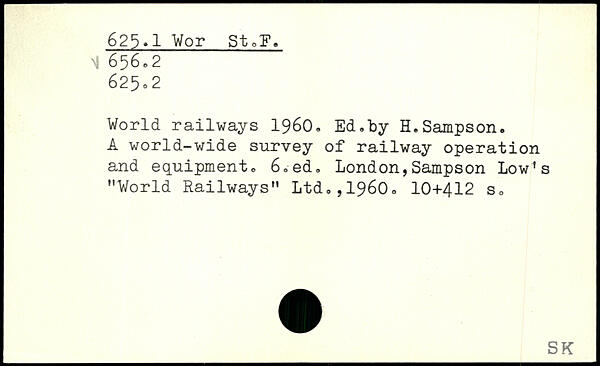 625.1 Wor St.F.
656.2
625.2
World railways 1960. Ed.by H.Sampson.
A world-wide survey of railway operation
and equipment. 6.ed. London,Sampson Low's
"World Railways" Ltd.,1960. 10+412 s.
SK